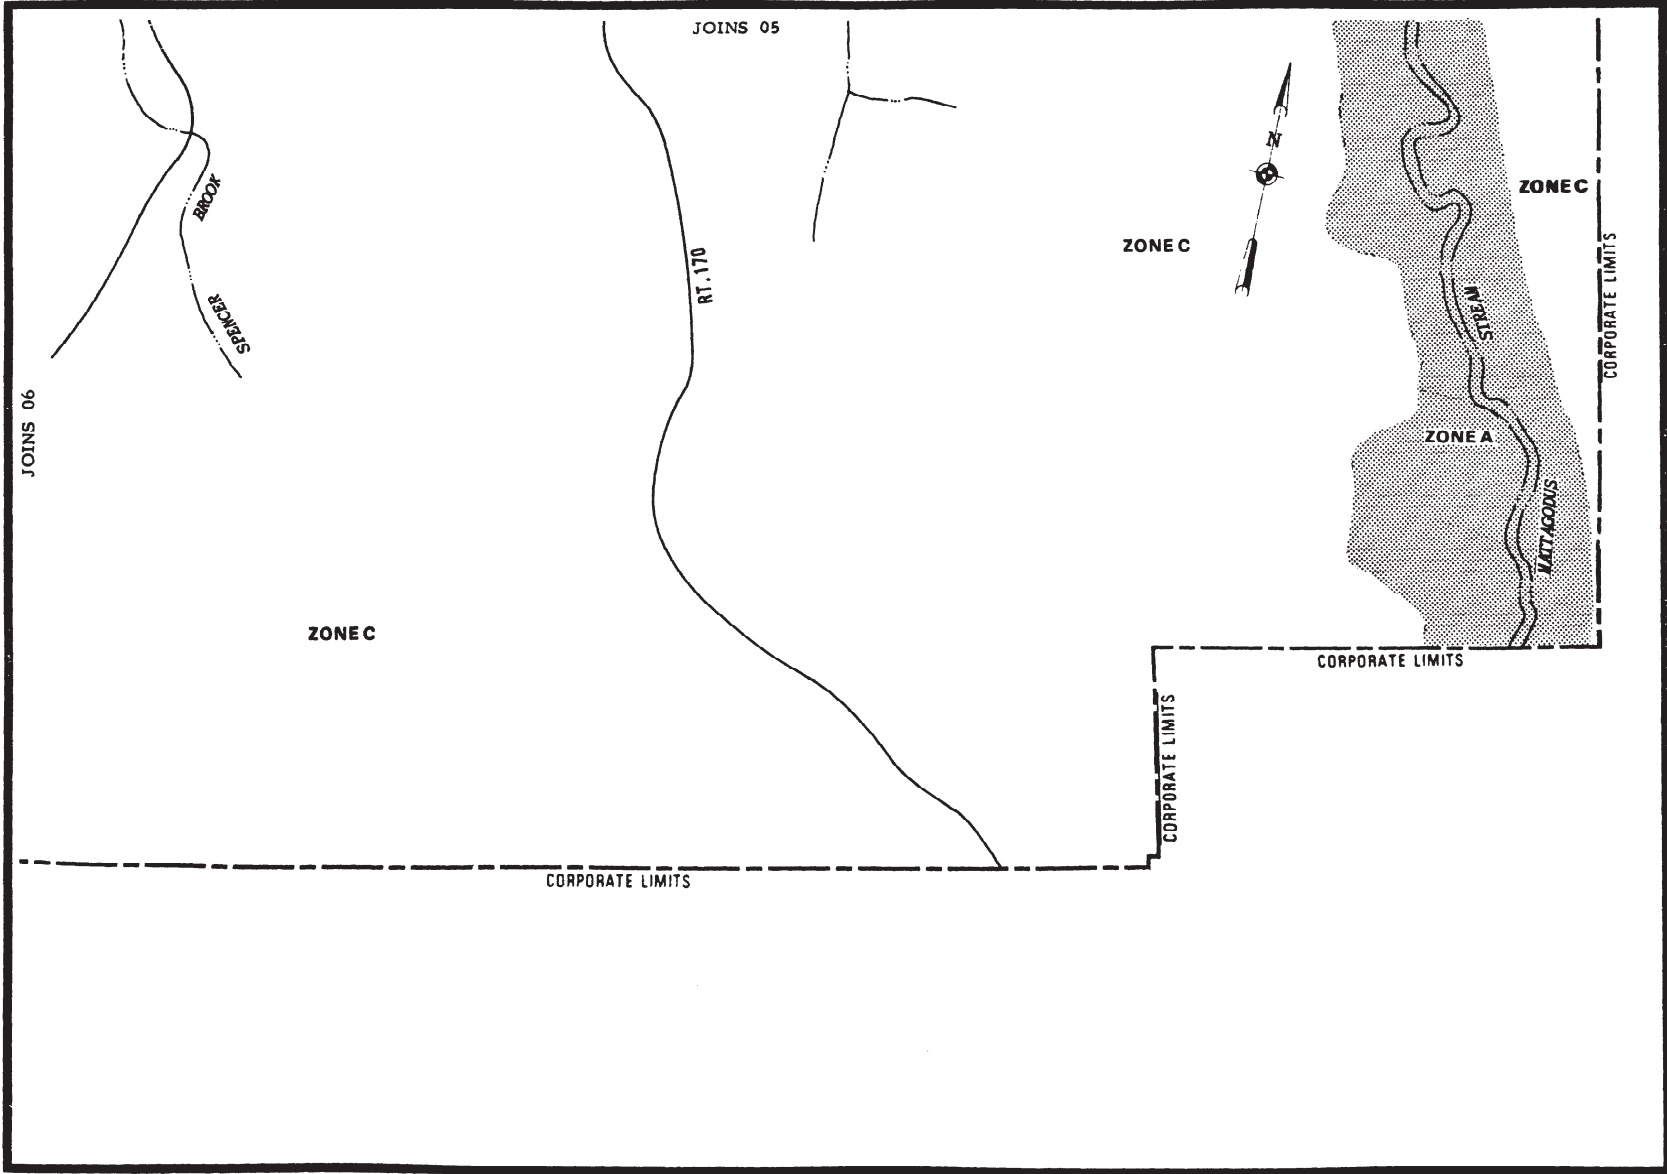 JOINS 05
N
ZONE C
BROOK
ZONE C
RT. 170
CORPORATE LIMITS
SPENCER
STREAM
JOINS 06
ZONE A
MATTAGODUS
ZONE C
CORPORATE LIMITS
CORPORATE LIMITS
CORPORATE LIMITS